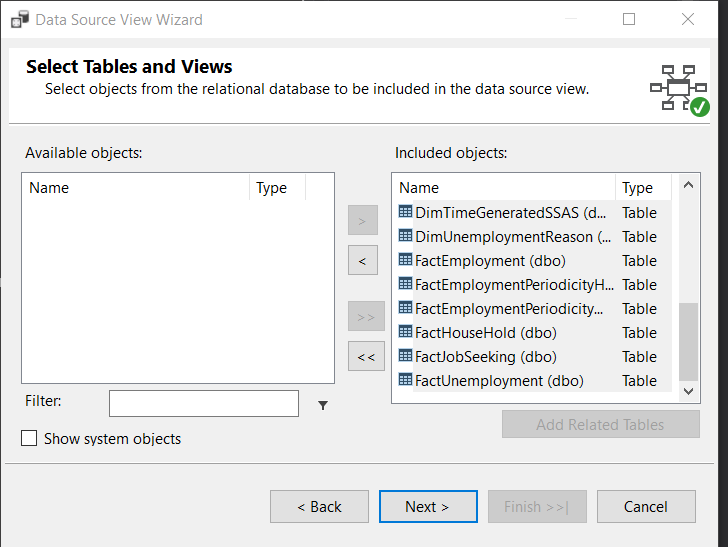 Data Source View Wizard
Select Tables and Views
Select objects from the relational database to be included in the data source view.
Available objects:
Name Type
>
<
>>
<<
Included objects:
Name Type
DimTimeGeneratedSSAS (d... Table
DimUnemploymentReason (... Table
FactEmployment (dbo) Table
FactEmploymentPeriodicityH... Table
FactEmploymentPeriodicity... Table
FactHouseHold (dbo) Table
FactJobSeeking (dbo) Table
FactUnemployment (dbo) Table
Filter:
Add Related Tables
Show system objects
< Back
Next >
Finish >>|
Cancel